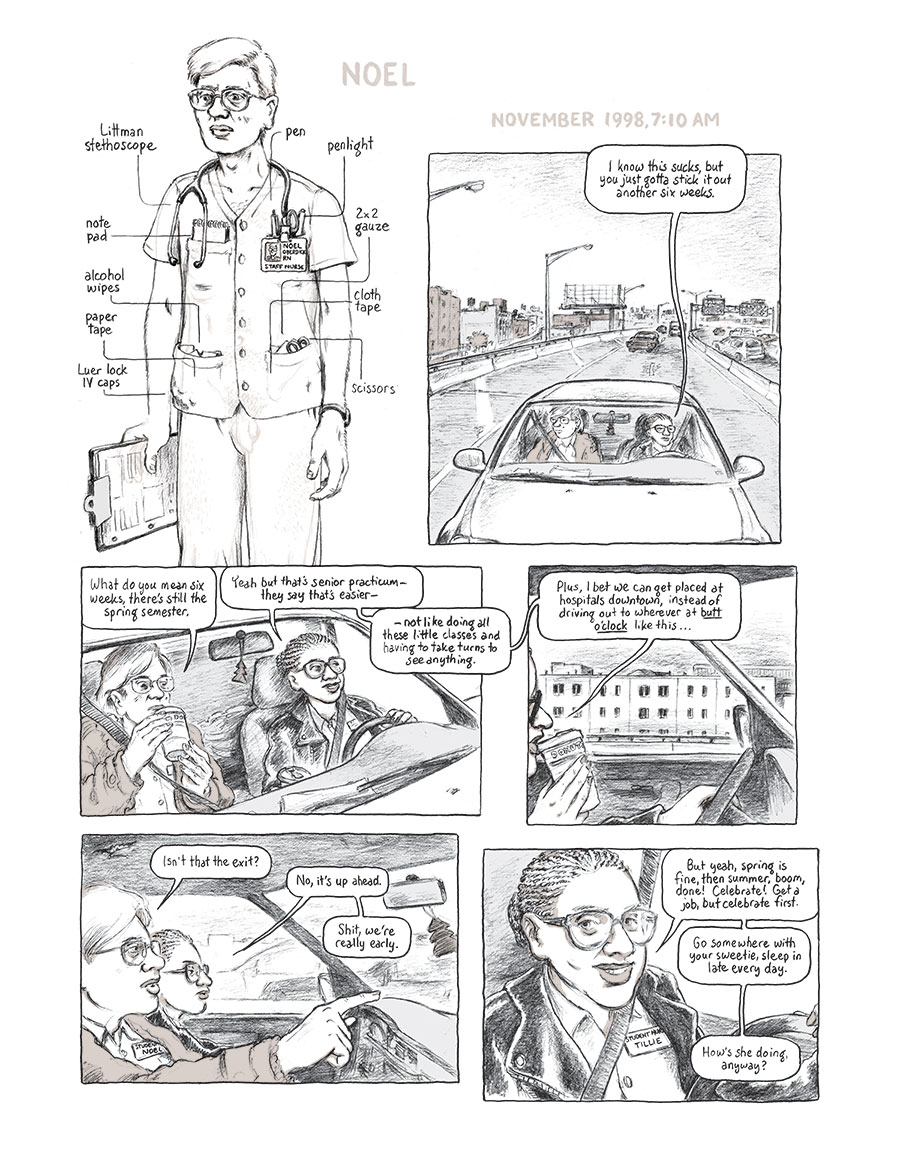 NOEL
NOVEMBER 1998, 7:10 AM
Littman
stethoscope
pen
penlight
note
pad
2x2
gauze
NOEL
OBERDICK
RN
STAFF NURSE
alcohol
wipes
cloth
tape
paper
tape
Luer lock
IV caps
scissors
I know this sucks, but
you just gotta stick it out
another six weeks.
What do you mean six
weeks, there's still the
spring semester.
Yeah but that's senior practicum—
they say that's easier—
—not like doing all
these little classes and
having to take turns to
see anything.
Plus, I bet we can get placed at
hospitals downtown, instead of
driving out to wherever at butt
o'clock like this...
Isn't that the exit?
No, it's up ahead.
Shit, we're
really early.
STUDENT
NOEL
But yeah, spring is
fine, then summer, boom,
done! Celebrate! Get a
job, but celebrate first.
Go somewhere with
your sweetie, sleep in
late every day.
STUDENT
TILLIE
How's she doing,
anyway?